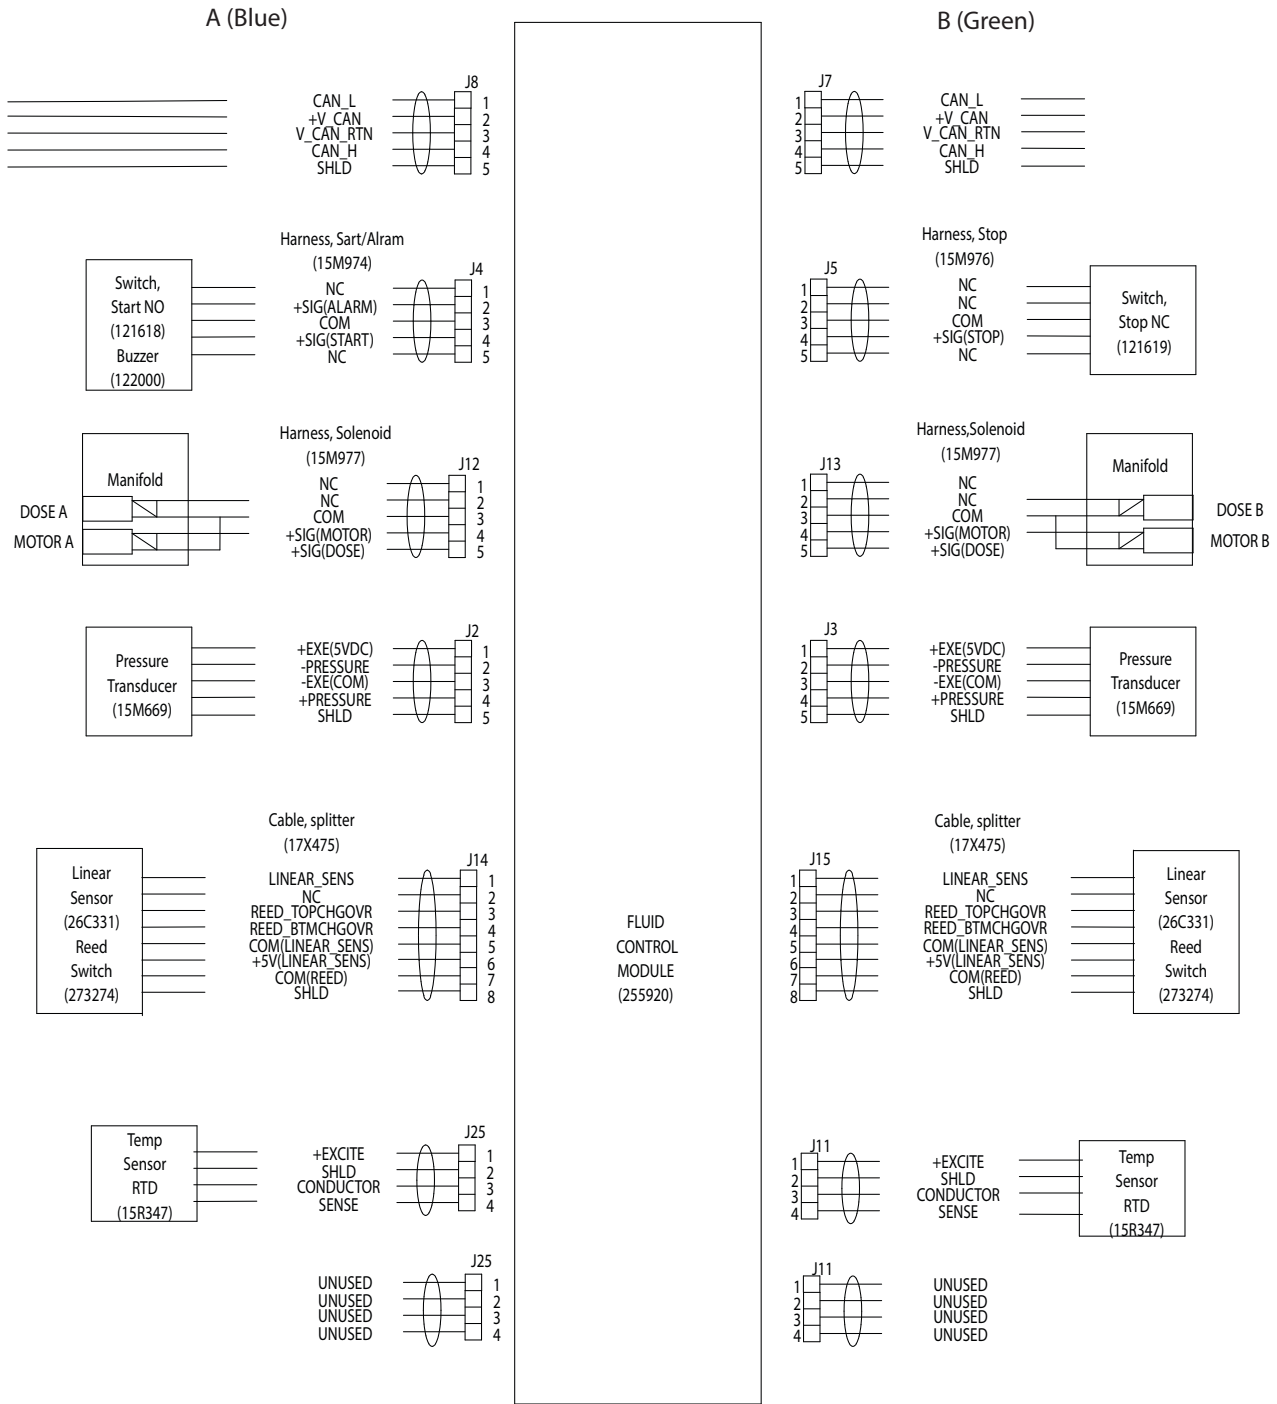 A (Blue)
B (Green)
J8
CAN_L
+V_CAN
V_CAN_RTN
CAN_H
SHLD
1
2
3
4
5
J7
1
2
3
4
5
CAN_L
+V_CAN
V_CAN_RTN
CAN_H
SHLD
Harness, Sart/Alram
(15M974)
J4
Switch,
Start NO
(121618)
Buzzer
(122000)
NC
+SIG(ALARM)
COM
+SIG(START)
NC
1
2
3
4
5
Harness, Stop
(15M976)
J5
1
2
3
4
5
NC
NC
COM
+SIG(STOP)
NC
Switch,
Stop NC
(121619)
Harness, Solenoid
(15M977)
J12
Manifold
DOSE A
MOTOR A
NC
NC
COM
+SIG(MOTOR)
+SIG(DOSE)
1
2
3
4
5
Harness,Solenoid
(15M977)
J13
1
2
3
4
5
NC
NC
COM
+SIG(MOTOR)
+SIG(DOSE)
Manifold
DOSE B
MOTOR B
J2
Pressure
Transducer
(15M669)
+EXE(5VDC)
-PRESSURE
-EXE(COM)
+PRESSURE
SHLD
1
2
3
4
5
J3
1
2
3
4
5
+EXE(5VDC)
-PRESSURE
-EXE(COM)
+PRESSURE
SHLD
Pressure
Transducer
(15M669)
Cable, splitter
(17X475)
J14
Linear
Sensor
(26C331)
Reed
Switch
(273274)
LINEAR_SENS
NC
REED_TOPCHGOVR
REED_BTMCHGOVR
COM(LINEAR_SENS)
+5V(LINEAR_SENS)
COM(REED)
SHLD
1
2
3
4
5
6
7
8
FLUID
CONTROL
MODULE
(255920)
Cable, splitter
(17X475)
J15
1
2
3
4
5
6
7
8
LINEAR_SENS
NC
REED_TOPCHGOVR
REED_BTMCHGOVR
COM(LINEAR_SENS)
+5V(LINEAR_SENS)
COM(REED)
SHLD
Linear
Sensor
(26C331)
Reed
Switch
(273274)
J25
Temp
Sensor
RTD
(15R347)
+EXCITE
SHLD
CONDUCTOR
SENSE
1
2
3
4
J11
1
2
3
4
+EXCITE
SHLD
CONDUCTOR
SENSE
Temp
Sensor
RTD
(15R347)
J25
UNUSED
UNUSED
UNUSED
UNUSED
1
2
3
4
J11
1
2
3
4
UNUSED
UNUSED
UNUSED
UNUSED